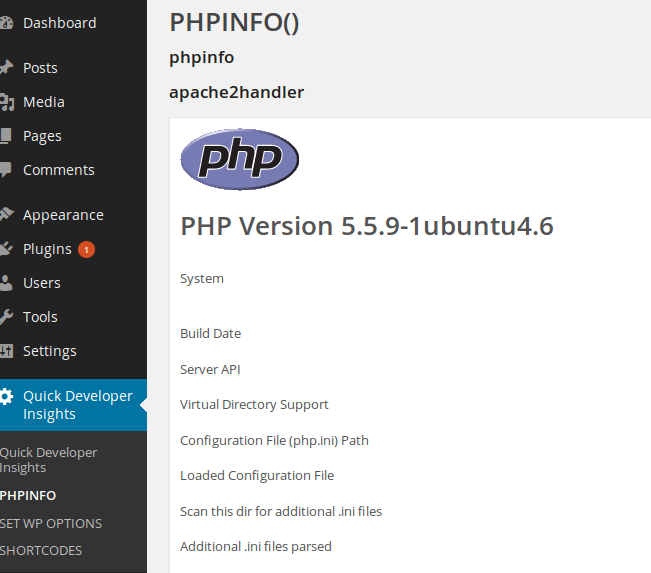 Dashboard
Posts
Media
Pages
Comments
Appearance
Plugins 1
Users
Tools
Settings
Quick Developer
Insights
Quick Developer
Insights
PHPINFO
SET WP OPTIONS
SHORTCODES
PHPINFO()
phpinfo
apache2handler
php
PHP Version 5.5.9-1ubuntu4.6
System
Build Date
Server API
Virtual Directory Support
Configuration File (php.ini) Path
Loaded Configuration File
Scan this dir for additional .ini files
Additional .ini files parsed